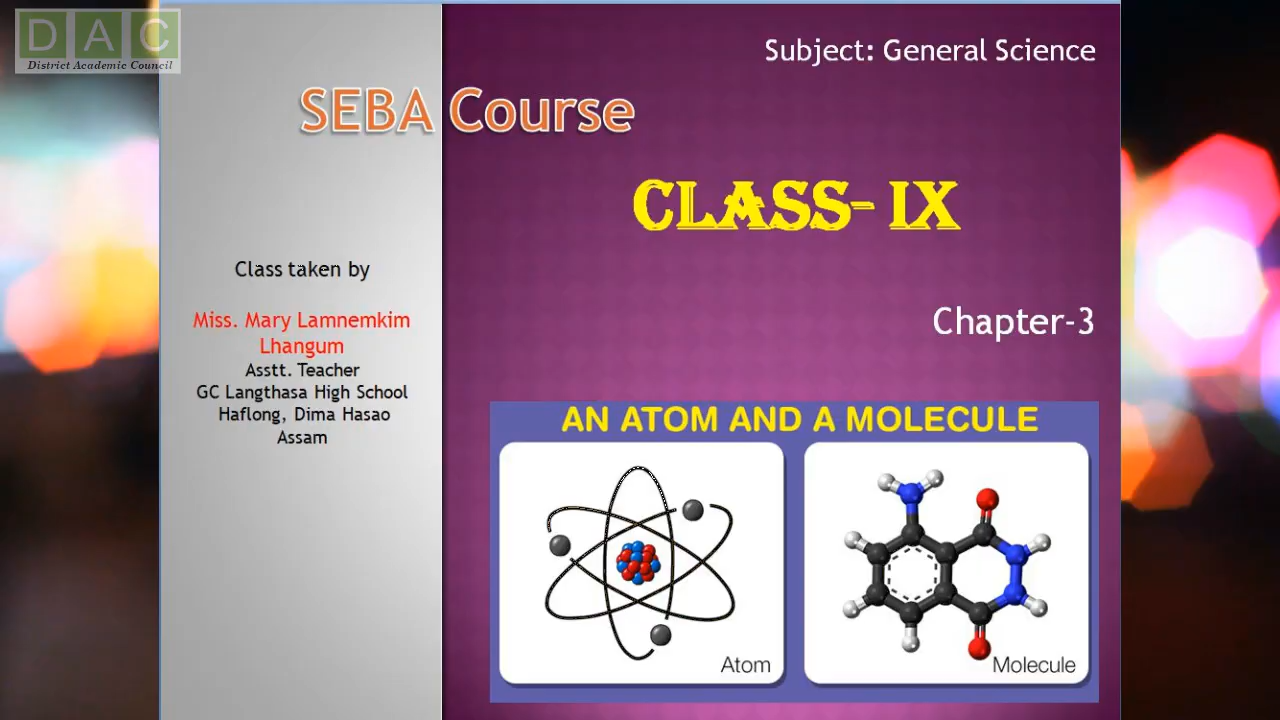 DAC
District Academic Council
Subject: General Science
SEBA Course
CLASS- IX
Class taken by
Miss. Mary Lamnemkim
Lhangum
Asstt. Teacher
GC Langthasa High School
Haflong, Dima Hasao
Assam
Chapter-3
AN ATOM AND A MOLECULE
Atom
Molecule